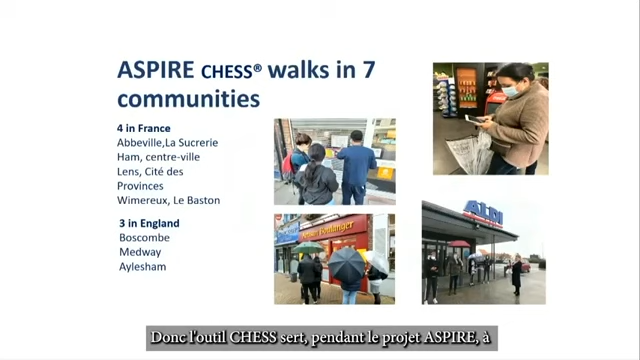 ASPIRE CHESS® walks in 7
communities
4 in France
Abbeville,La Sucrerie
Ham, centre-ville
Lens, Cité des
Provinces
Wimereux, Le Baston
3 in England
Boscombe
Medway
Aylesham
ALDI
Donc l'outil CHESS sert, pendant le projet ASPIRE, à